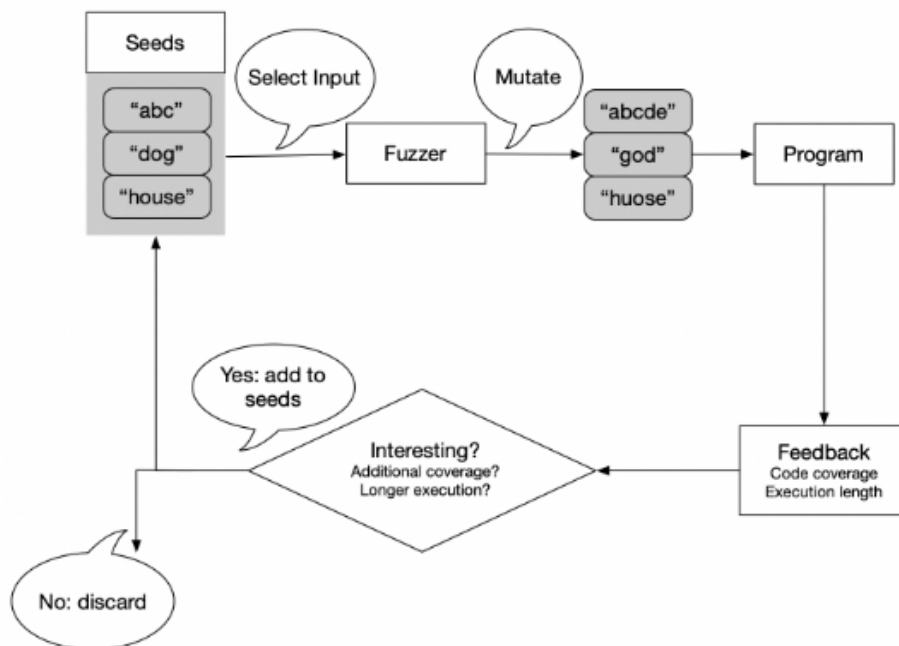 Seeds
Select Input
Mutate
“abc”
“dog”
“house”
Fuzzer
“abcde”
“god”
“huose”
Program
Yes: add to
seeds
Interesting?
Additional coverage?
Longer execution?
Feedback
Code coverage
Execution length
No: discard